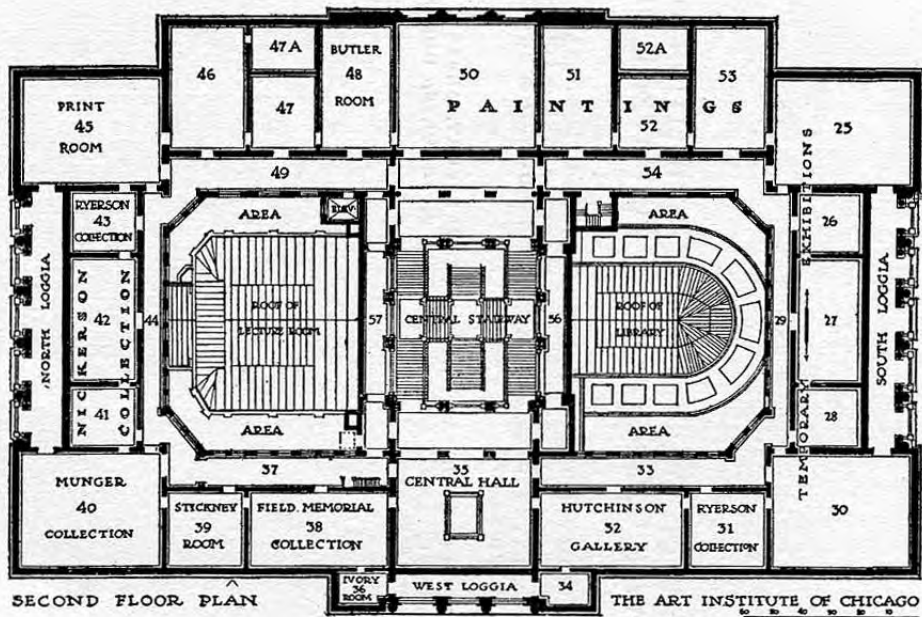 46
47A
47
BUTLER
48
ROOM
50
51
52A
52
53
PAINTINGS
PRINT
45
ROOM
25
49
54
AREA
ELEV.
AREA
RYERSON
43
COLLECTION
26
NORTH LOGGIA
NICKERSON
COLLECTION
42
41
44
ROOF OF
LECTURE ROOM
57
CENTRAL STAIRWAY
56
ROOF OF
LIBRARY
29
TEMPORARY EXHIBITIONS
27
28
SOUTH LOGGIA
AREA
AREA
37
35
CENTRAL HALL
33
MUNGER
40
COLLECTION
STICKNEY
39
ROOM
FIELD MEMORIAL
38
COLLECTION
HUTCHINSON
32
GALLERY
RYERSON
31
COLLECTION
30
IVORY
36
ROOM
WEST LOGGIA
34
SECOND FLOOR PLAN
THE ART INSTITUTE OF CHICAGO